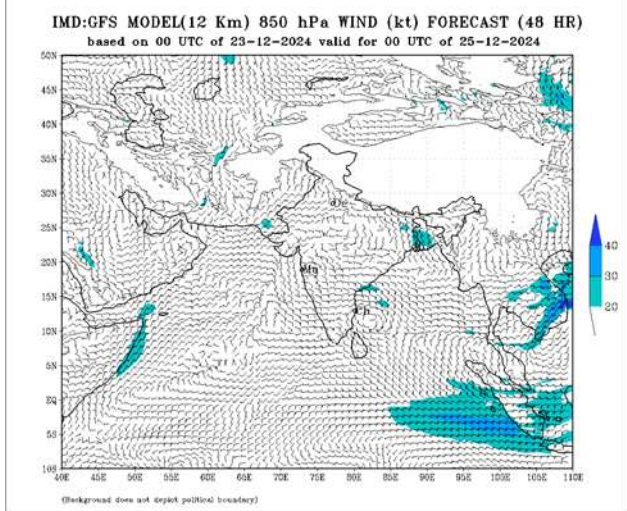 IMD:GFS MODEL(12 Km) 850 hPa WIND (kt) FORECAST (48 HR)
based on 00 UTC of 23-12-2024 valid for 00 UTC of 25-12-2024
50N
45N
40N
35N
30N
25N
20N
15N
10N
5N
EQ
5S
10S
40E 45E 50E 55E 60E 65E 70E 75E 80E 85E 90E 95E 100E 105E 110E
40
30
20
(Background does not depict political boundary)